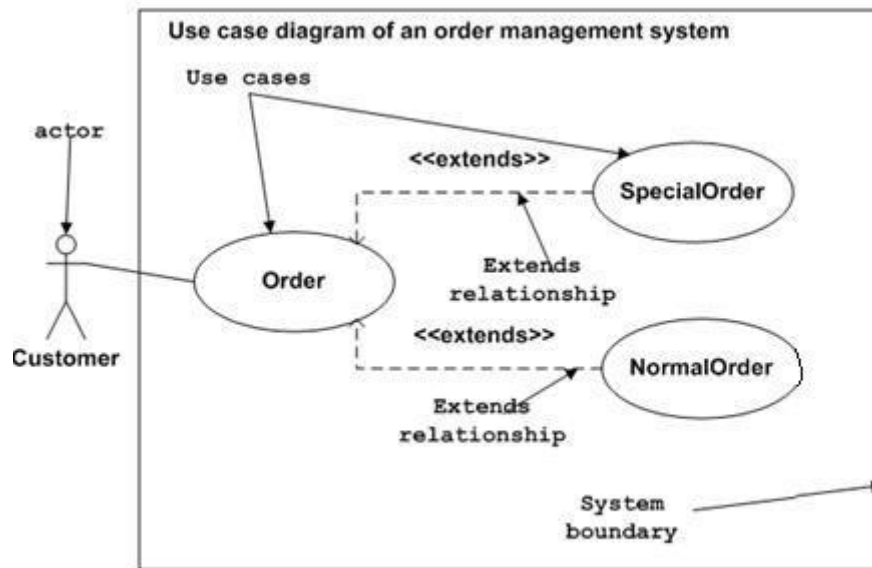 Use case diagram of an order management system
Use cases
actor
<<extends>>
SpecialOrder
Order
Extends
relationship
<<extends>>
Customer
NormalOrder
Extends
relationship
System
boundary